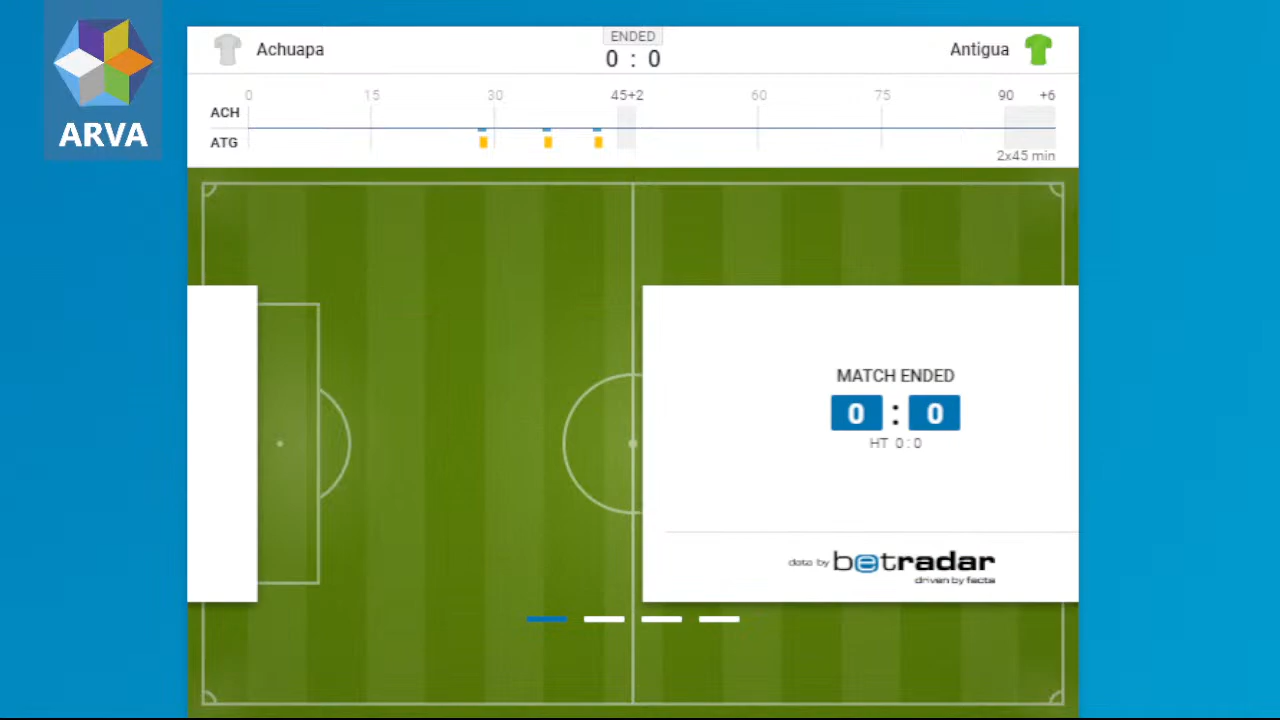 ARVA
Achuapa
ENDED
0 : 0
Antigua
0 15 30 45+2 60 75 90 +6
ACH
ATG
2x45 min
MATCH ENDED
0 : 0
HT 0 : 0
data by betradar
driven by facts